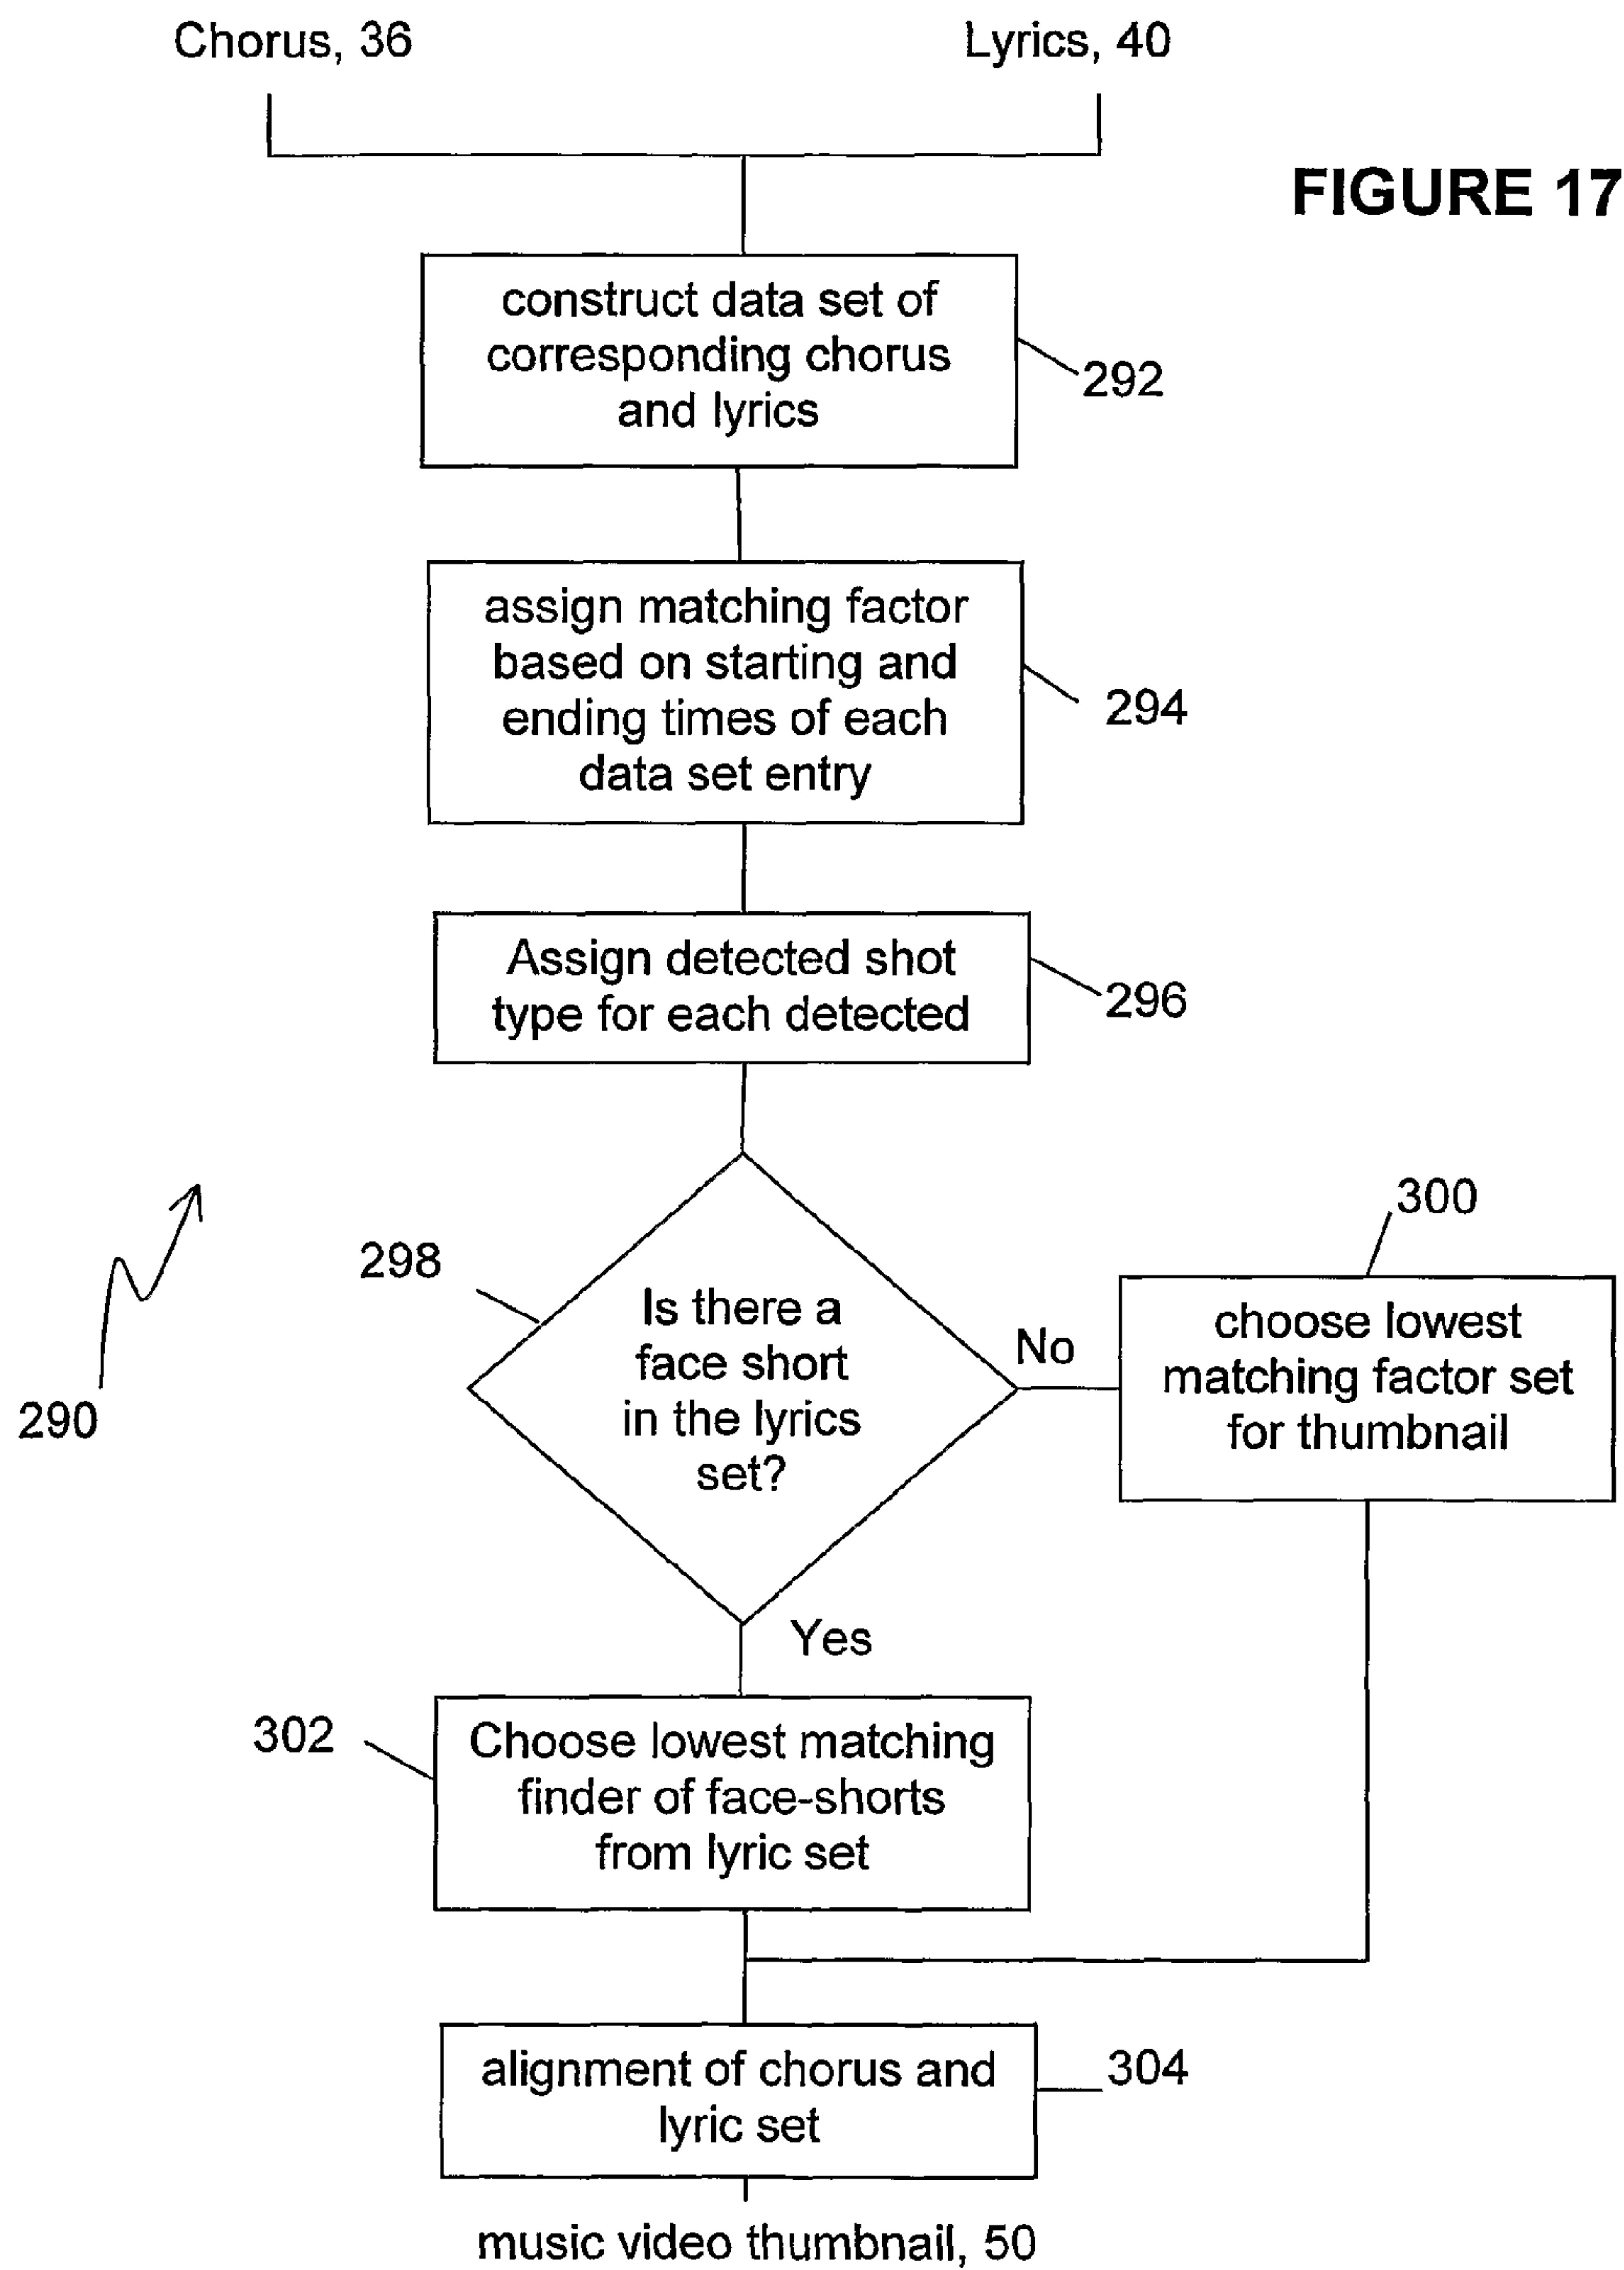 Chorus, 36
Lyrics, 40
FIGURE 17
construct data set of
corresponding chorus
and lyrics
292
assign matching factor
based on starting and
ending times of each
data set entry
294
Assign detected shot
type for each detected
296
298
Is there a
face short
in the lyrics
set?
No
300
choose lowest
matching factor set
for thumbnail
290
Yes
302
Choose lowest matching
finder of face-shorts
from lyric set
alignment of chorus and
lyric set
304
music video thumbnail, 50